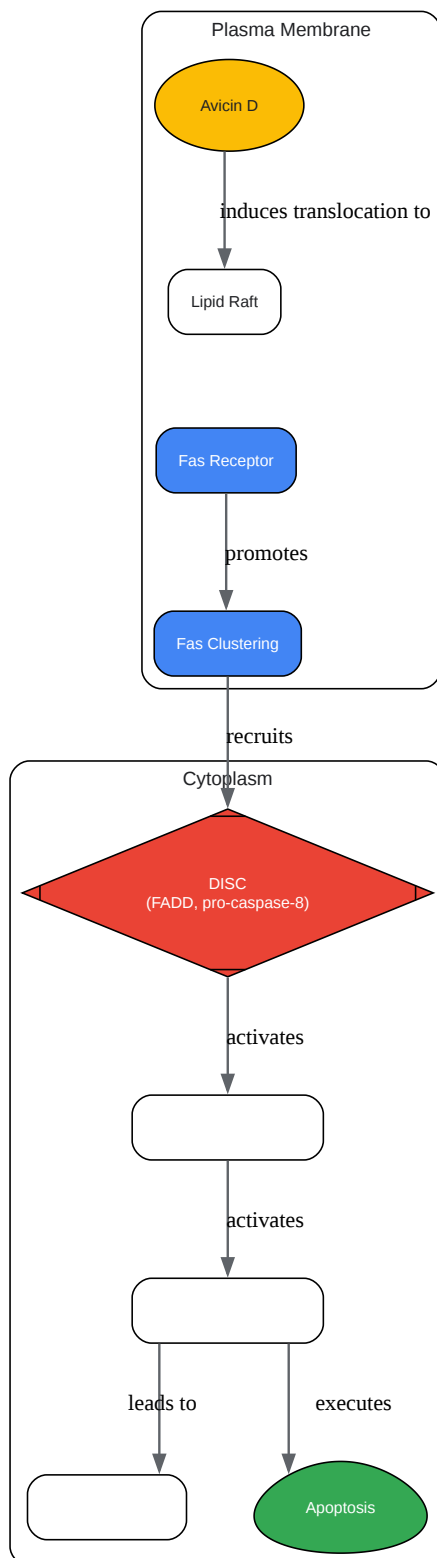 Plasma Membrane
Avicin D
induces translocation to
Lipid Raft
Fas Receptor
promotes
Fas Clustering
recruits
Cytoplasm
DISC
(FADD, pro-caspase-8)
activates
activates
leads to
executes
Apoptosis